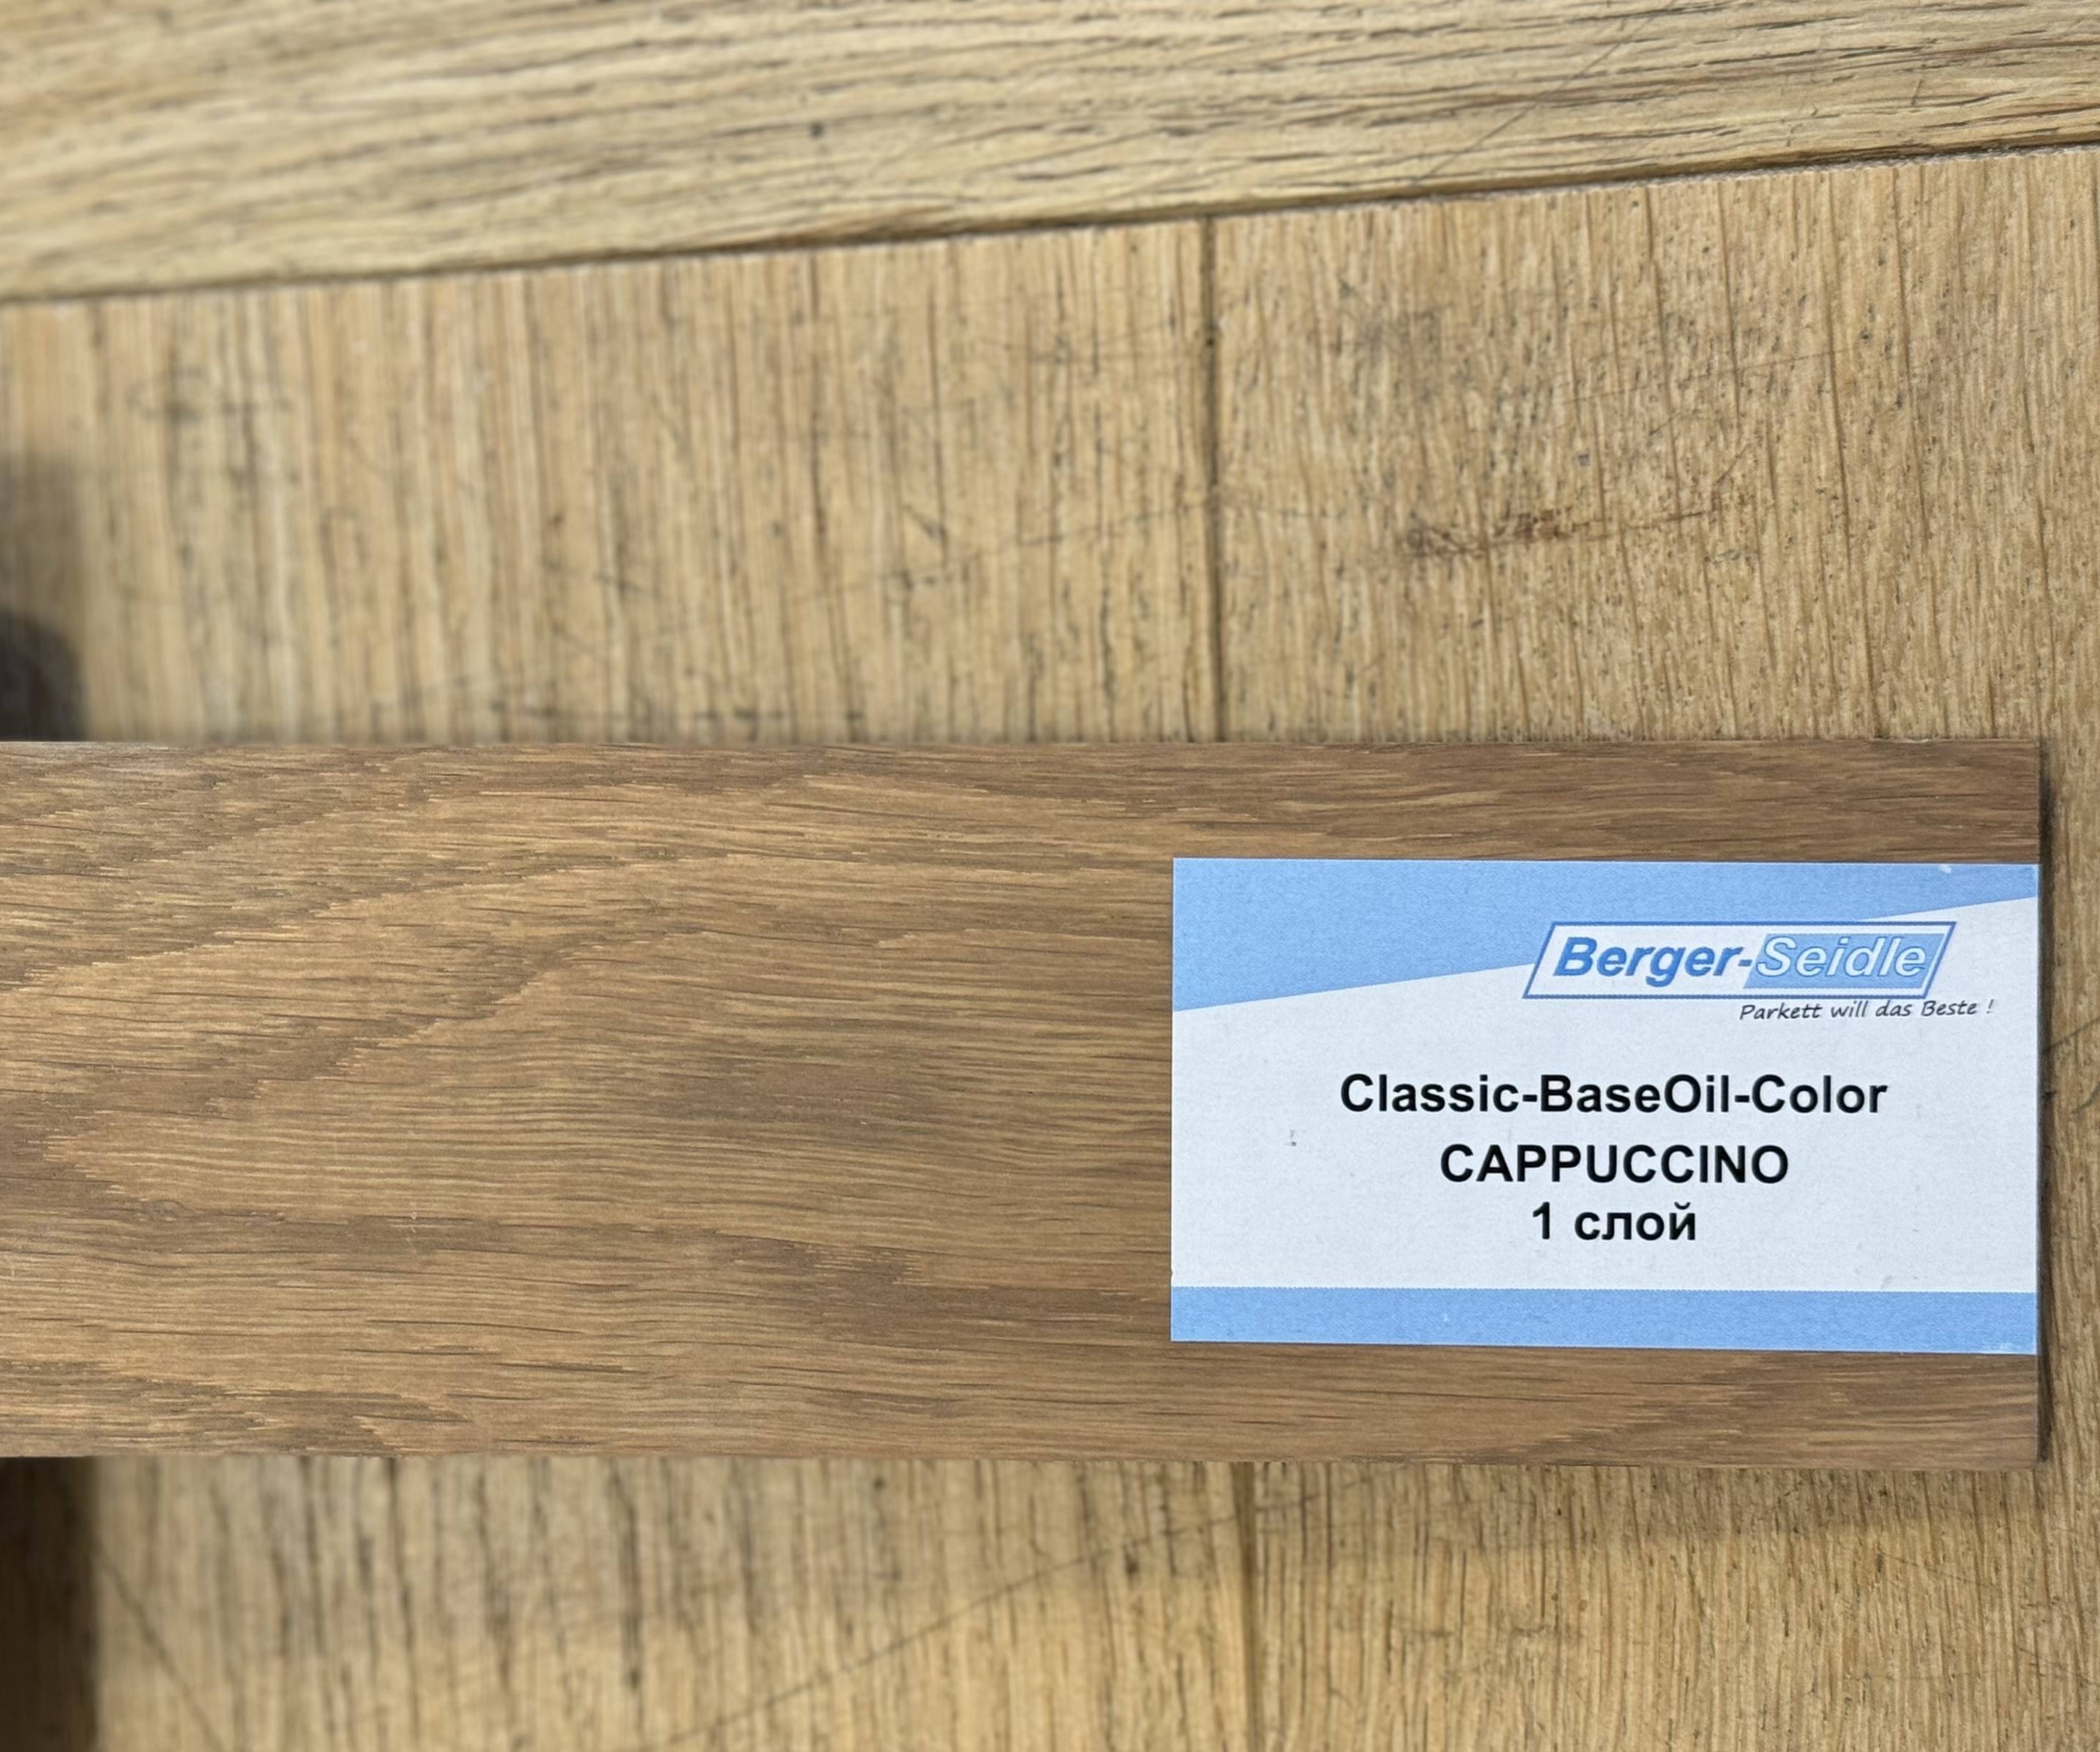 Berger-Seidle
Parkett will das Beste !
Classic-BaseOil-Color
CAPPUCCINO
1 слой